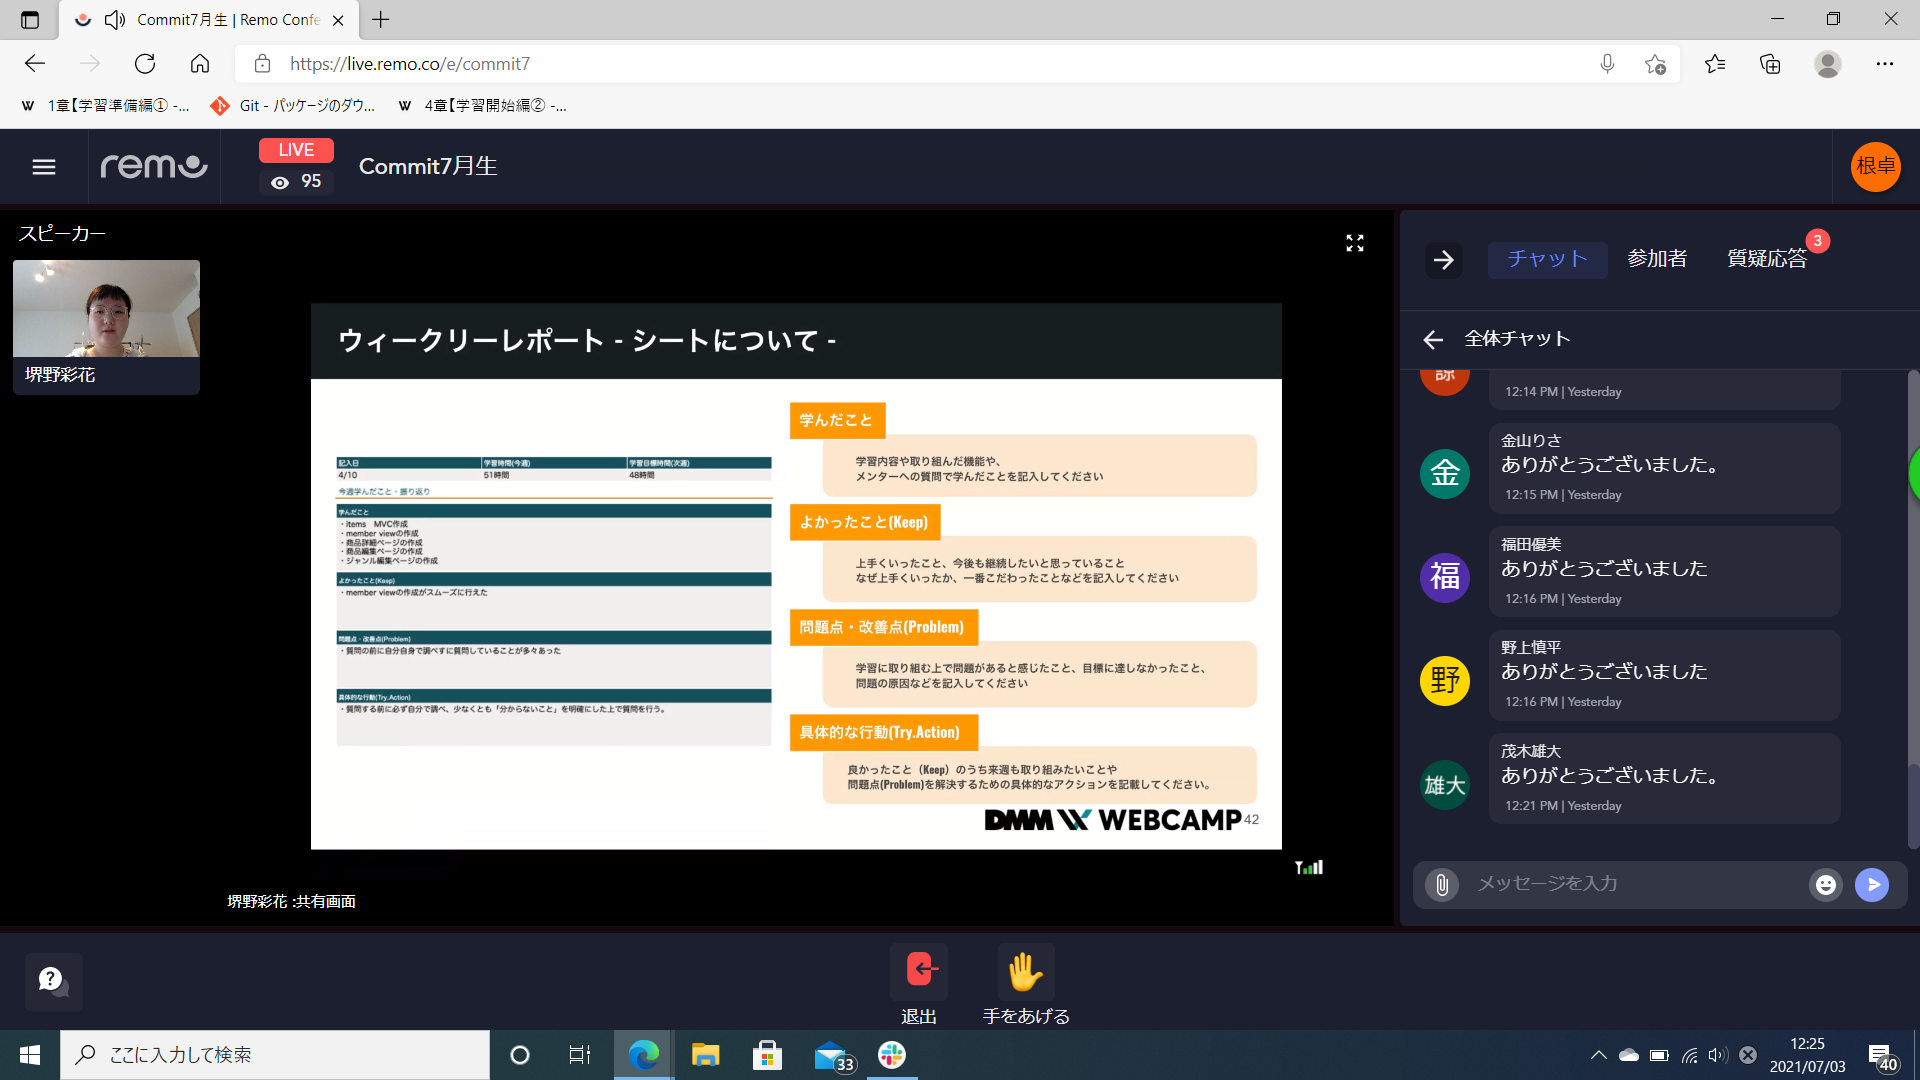 Commit7月生 | Remo Confe
https://live.remo.co/e/commit7
1章【学習準備編① -...
Git - パッケージのダウ...
4章【学習開始編② -...
remo
LIVE
95
Commit7月生
根卓
スピーカー
堺野彩花
ウィークリーレポート - シートについて -
記入日 学習時間(今週) 学習目標時間(次週)
4/10 51時間 48時間
今週学んだこと・振り返り
学んだこと
・items MVC作成
・member viewの作成
・商品詳細ページの作成
・商品編集ページの作成
・ジャンル編集ページの作成
よかったこと(Keep)
・member viewの作成がスムーズに行えた
問題点・改善点(Problem)
・質問の前に自分自身で調べすに質問していることが多々あった
具体的な行動(Try.Action)
・質問する前に必ず自分で調べ、少なくとも「分からないこと」を明確にした上で質問を行う。
学んだこと
学習内容や取り組んだ機能や、
メンターへの質問で学んだことを記入してください
よかったこと(Keep)
上手くいったこと、今後も継続したいと思っていること
なぜ上手くいったか、一番こだわったことなどを記入してください
問題点・改善点(Problem)
学習に取り組む上で問題があると感じたこと、目標に達しなかったこと、
問題の原因などを記入してください
具体的な行動(Try.Action)
良かったこと（Keep）のうち来週も取り組みたいことや
問題点(Problem)を解決するための具体的なアクションを記載してください。
DMM WEBCAMP 42
堺野彩花 :共有画面
チャット
参加者
質疑応答
3
全体チャット
諒
12:14 PM | Yesterday
金
金山りさ
ありがとうございました。
12:15 PM | Yesterday
福
福田優美
ありがとうございました
12:16 PM | Yesterday
野
野上慎平
ありがとうございました
12:16 PM | Yesterday
雄大
茂木雄大
ありがとうございました。
12:21 PM | Yesterday
メッセージを入力
退出
手をあげる
ここに入力して検索
33
12:25
2021/07/03
40